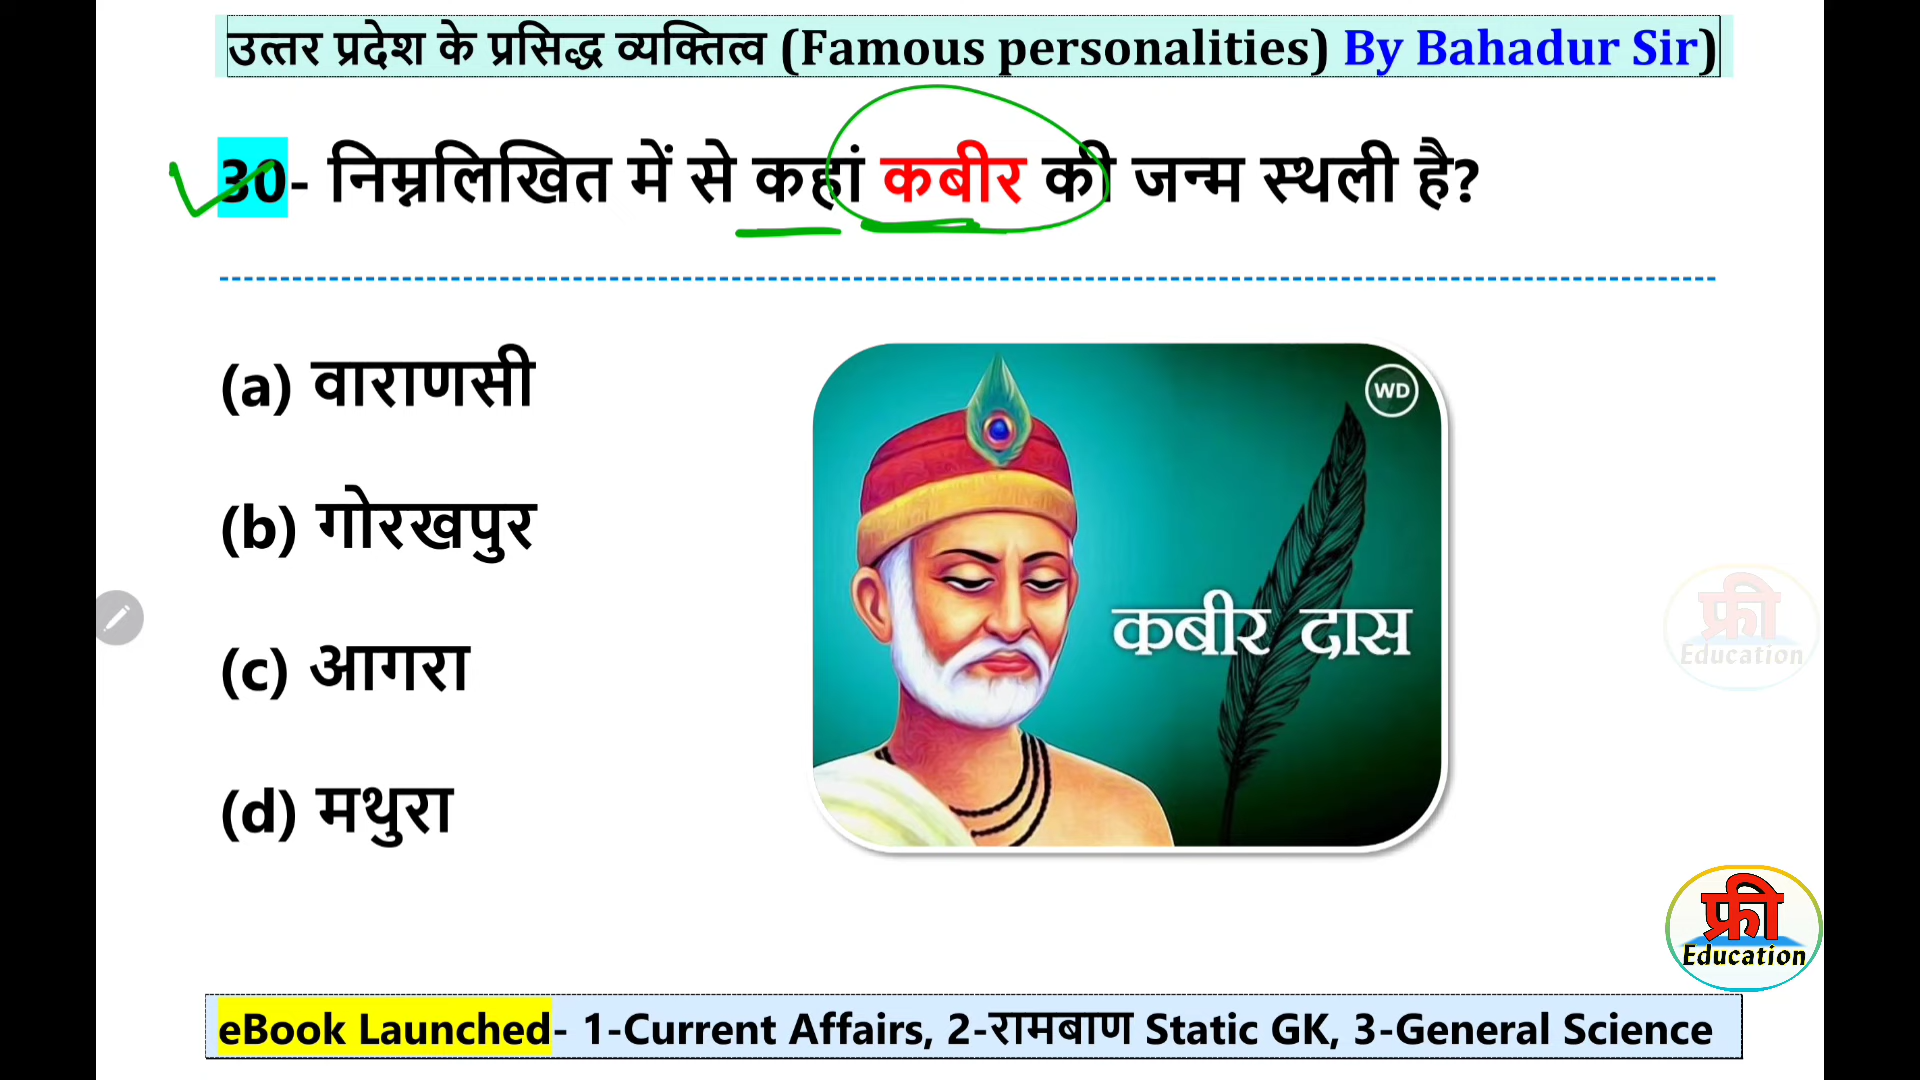 उत्तर प्रदेश के प्रसिद्ध व्यक्तित्व (Famous personalities) By Bahadur Sir)
30- निम्नलिखित में से कहां कबीर की जन्म स्थली है?
(a) वाराणसी
(b) गोरखपुर
(c) आगरा
(d) मथुरा
WD
कबीर दास
फ्री
Education
फ्री
Education
eBook Launched- 1-Current Affairs, 2-रामबाण Static GK, 3-General Science